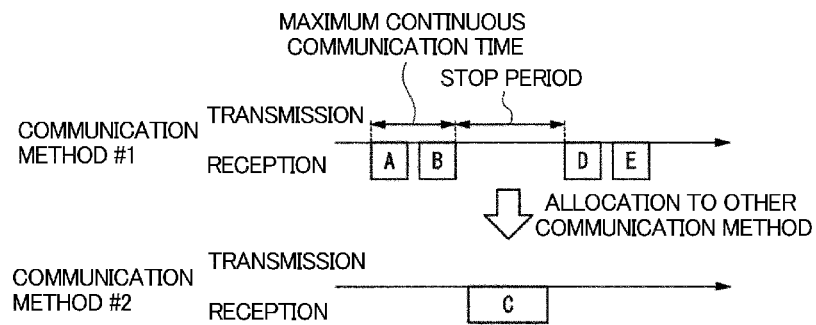 MAXIMUM CONTINUOUS
COMMUNICATION TIME
STOP PERIOD
TRANSMISSION
COMMUNICATION
METHOD #1
RECEPTION
A B D E
ALLOCATION TO OTHER
COMMUNICATION METHOD
TRANSMISSION
COMMUNICATION
METHOD #2
RECEPTION
C